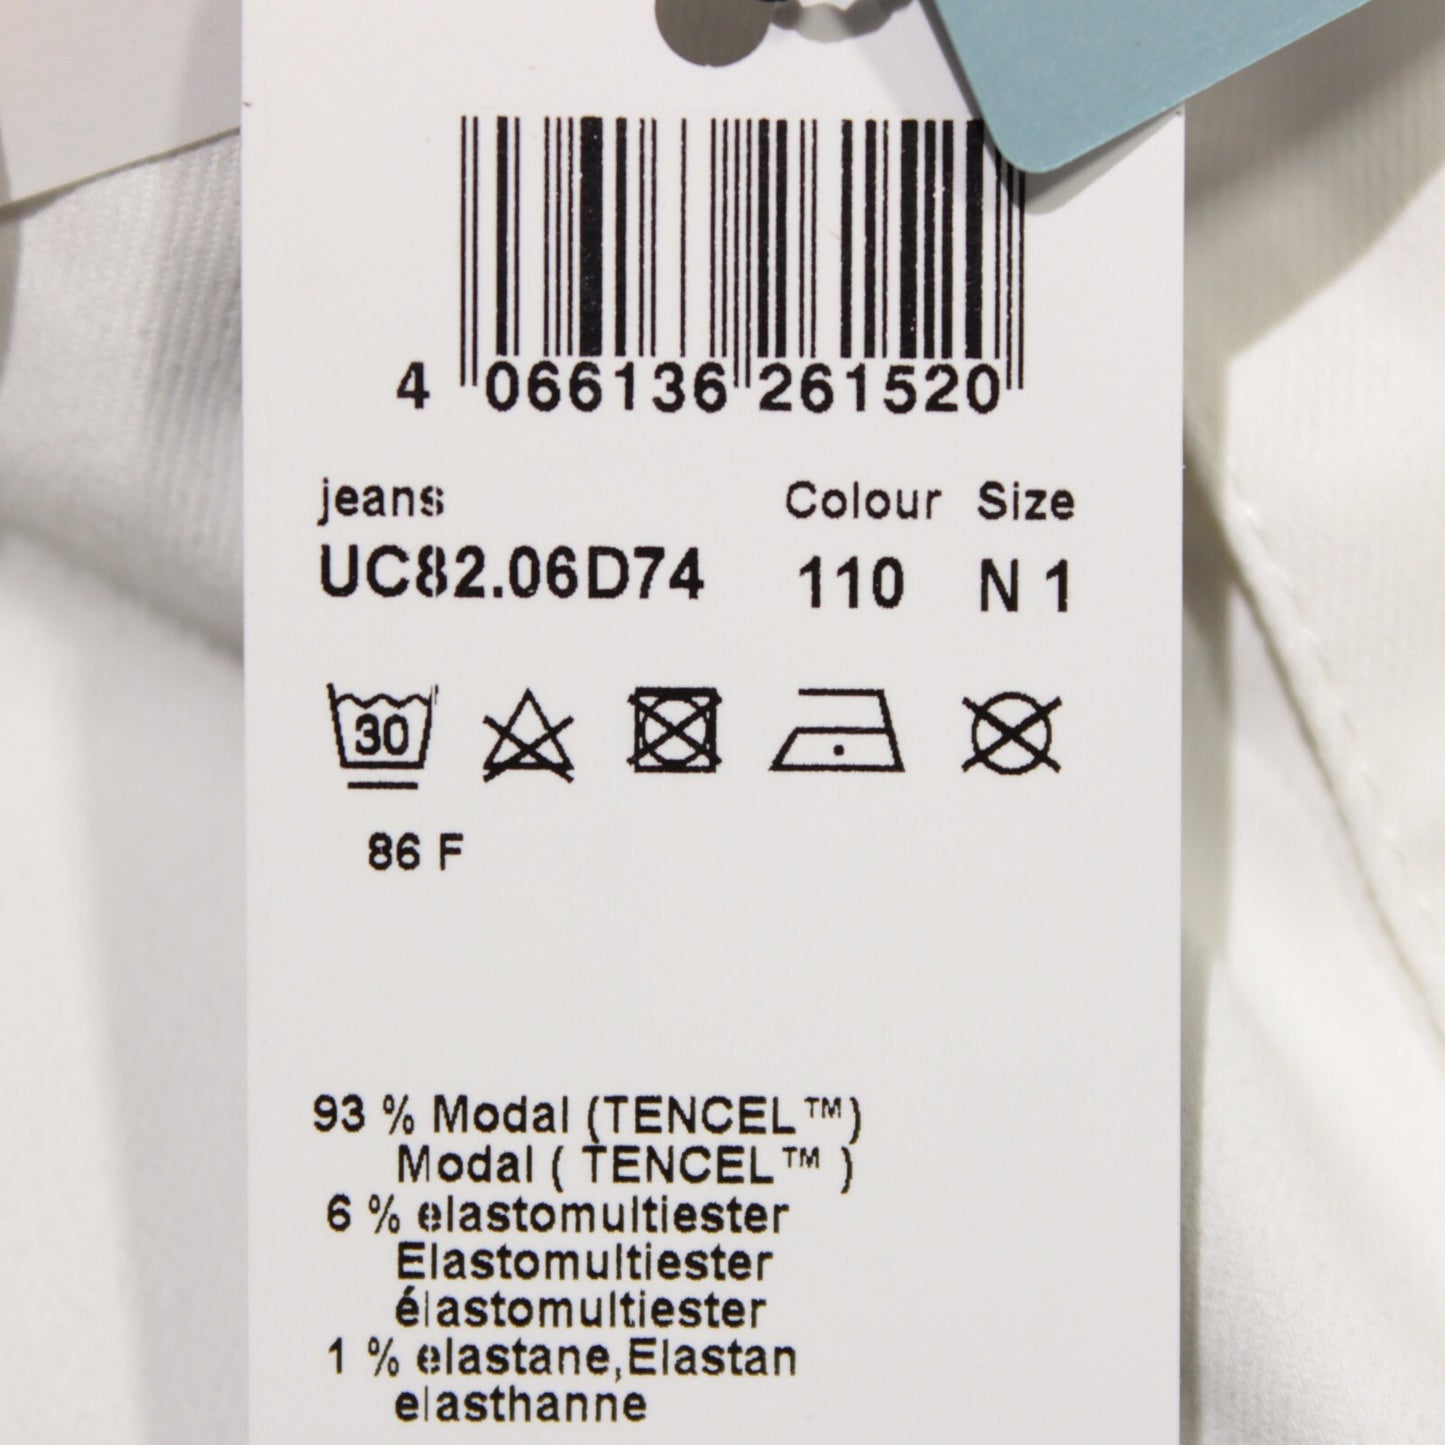 4 066136 261520
jeans Colour Size
UC82.06D74 110 N 1
30
86 F
93 % Modal (TENCEL™)
Modal ( TENCEL™ )
6 % elastomultiester
Elastomultiester
élastomultiester
1 % elastane,Elastan
elasthanne